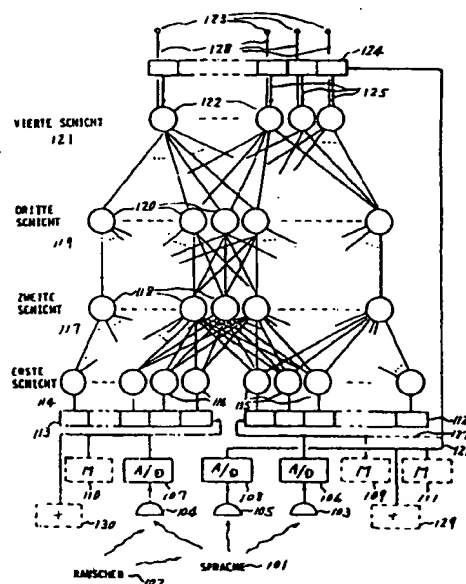 123
128
124
125
122
VIERTE SCHICHT
121
DRITTE
SCHICHT
120
119
ZWEITE
SCHICHT
118
117
ERSTE
SCHICHT
114
116
115
113
112
M
A/D
A/D
A/D
M
M
110
107
108
106
109
111
+
130
104
105
103
+
129
RAUSCHEN
102
SPRACHE
101